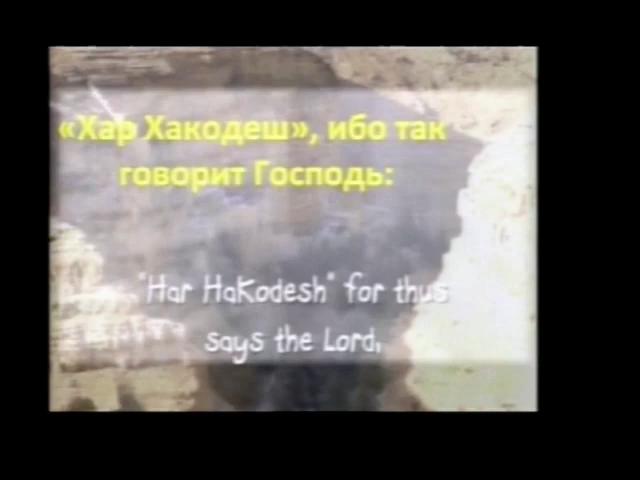 «Хар Хакодеш», ибо так
говорит Господь:
"Har HaKodesh" for thus
says the Lord,